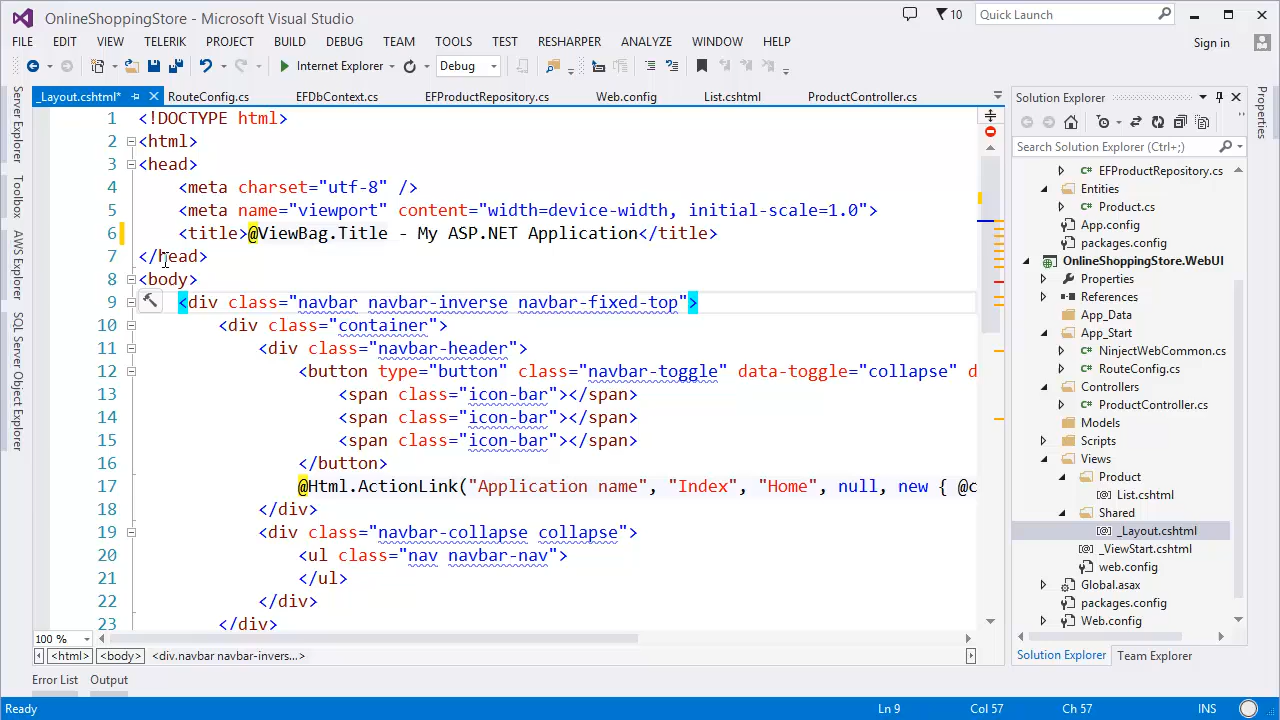 OnlineShoppingStore - Microsoft Visual Studio
10
Quick Launch
FILE EDIT VIEW TELERIK PROJECT BUILD DEBUG TEAM TOOLS TEST RESHARPER ANALYZE WINDOW HELP
Sign in
Internet Explorer
Debug
_Layout.cshtml* RouteConfig.cs EFDbContext.cs EFProductRepository.cs Web.config List.cshtml ProductController.cs
Server Explorer
Toolbox
AWS Explorer
SQL Server Object Explorer
1 <!DOCTYPE html>
2 <html>
3 <head>
4 <meta charset="utf-8" />
5 <meta name="viewport" content="width=device-width, initial-scale=1.0">
6 <title>@ViewBag.Title - My ASP.NET Application</title>
7 </head>
8 <body>
9 <div class="navbar navbar-inverse navbar-fixed-top">
10 <div class="container">
11 <div class="navbar-header">
12 <button type="button" class="navbar-toggle" data-toggle="collapse" d
13 <span class="icon-bar"></span>
14 <span class="icon-bar"></span>
15 <span class="icon-bar"></span>
16 </button>
17 @Html.ActionLink("Application name", "Index", "Home", null, new { @c
18 </div>
19 <div class="navbar-collapse collapse">
20 <ul class="nav navbar-nav">
21 </ul>
22 </div>
23 </div>
100 %
<html> <body> <div.navbar navbar-invers...>
Error List Output
Ready
Ln 9 Col 57 Ch 57 INS
Solution Explorer
Search Solution Explorer (Ctrl+;)
EFProductRepository.cs
Entities
Product.cs
App.config
packages.config
OnlineShoppingStore.WebUI
Properties
References
App_Data
App_Start
NinjectWebCommon.cs
RouteConfig.cs
Controllers
ProductController.cs
Models
Scripts
Views
Product
List.cshtml
Shared
_Layout.cshtml
_ViewStart.cshtml
web.config
Global.asax
packages.config
Web.config
Solution Explorer Team Explorer
Properties